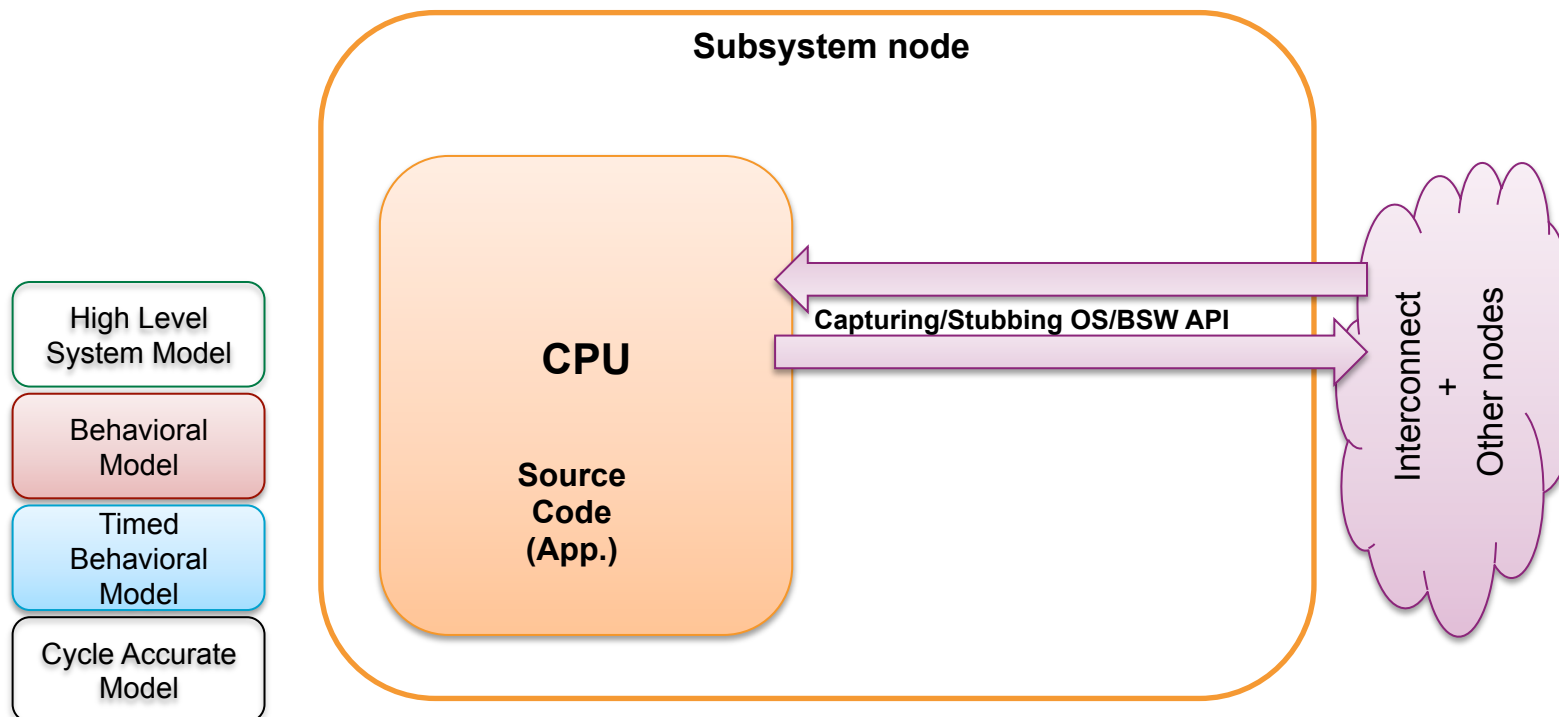 Subsystem node
High Level
System Model
Behavioral
Model
Timed
Behavioral
Model
Cycle Accurate
Model
CPU
Source
Code
(App.)
Capturing/Stubbing OS/BSW API
Interconnect
+
Other nodes